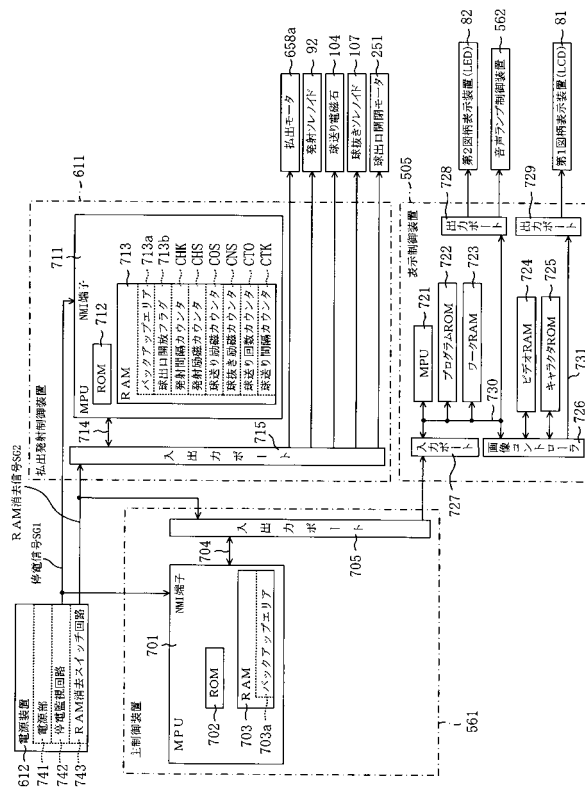 612
電源装置
741
電源部
742
停電監視回路
743
RAM消去スイッチ回路
停電信号SG1
RAM消去信号SG2
主制御装置
561
701
MPU
NMI端子
702
ROM
703
RAM
703a
バックアップエリア
704
入出力ポート
705
払出発射制御装置
611
711
MPU
NMI端子
ROM
712
713
RAM
バックアップエリア
713a
球出口開放フラグ
713b
発射間隔カウンタ
CHK
発射励磁カウンタ
CHS
球送り励磁カウンタ
COS
球抜き励磁カウンタ
CNS
球送り回数カウンタ
CTO
球送り間隔カウンタ
CTK
714
入出力ポート
715
払出モータ
658a
発射ソレノイド
92
球送り電磁石
104
球抜きソレノイド
107
球出口開閉モータ
251
表示制御装置
505
MPU
721
プログラムROM
722
ワークRAM
723
ビデオRAM
724
キャラクタROM
725
入力ポート
727
画像コントローラ
726
730
731
出力ポート
728
出力ポート
729
第2図柄表示装置(LED)
82
音声ランプ制御装置
562
第1図柄表示装置(LCD)
81